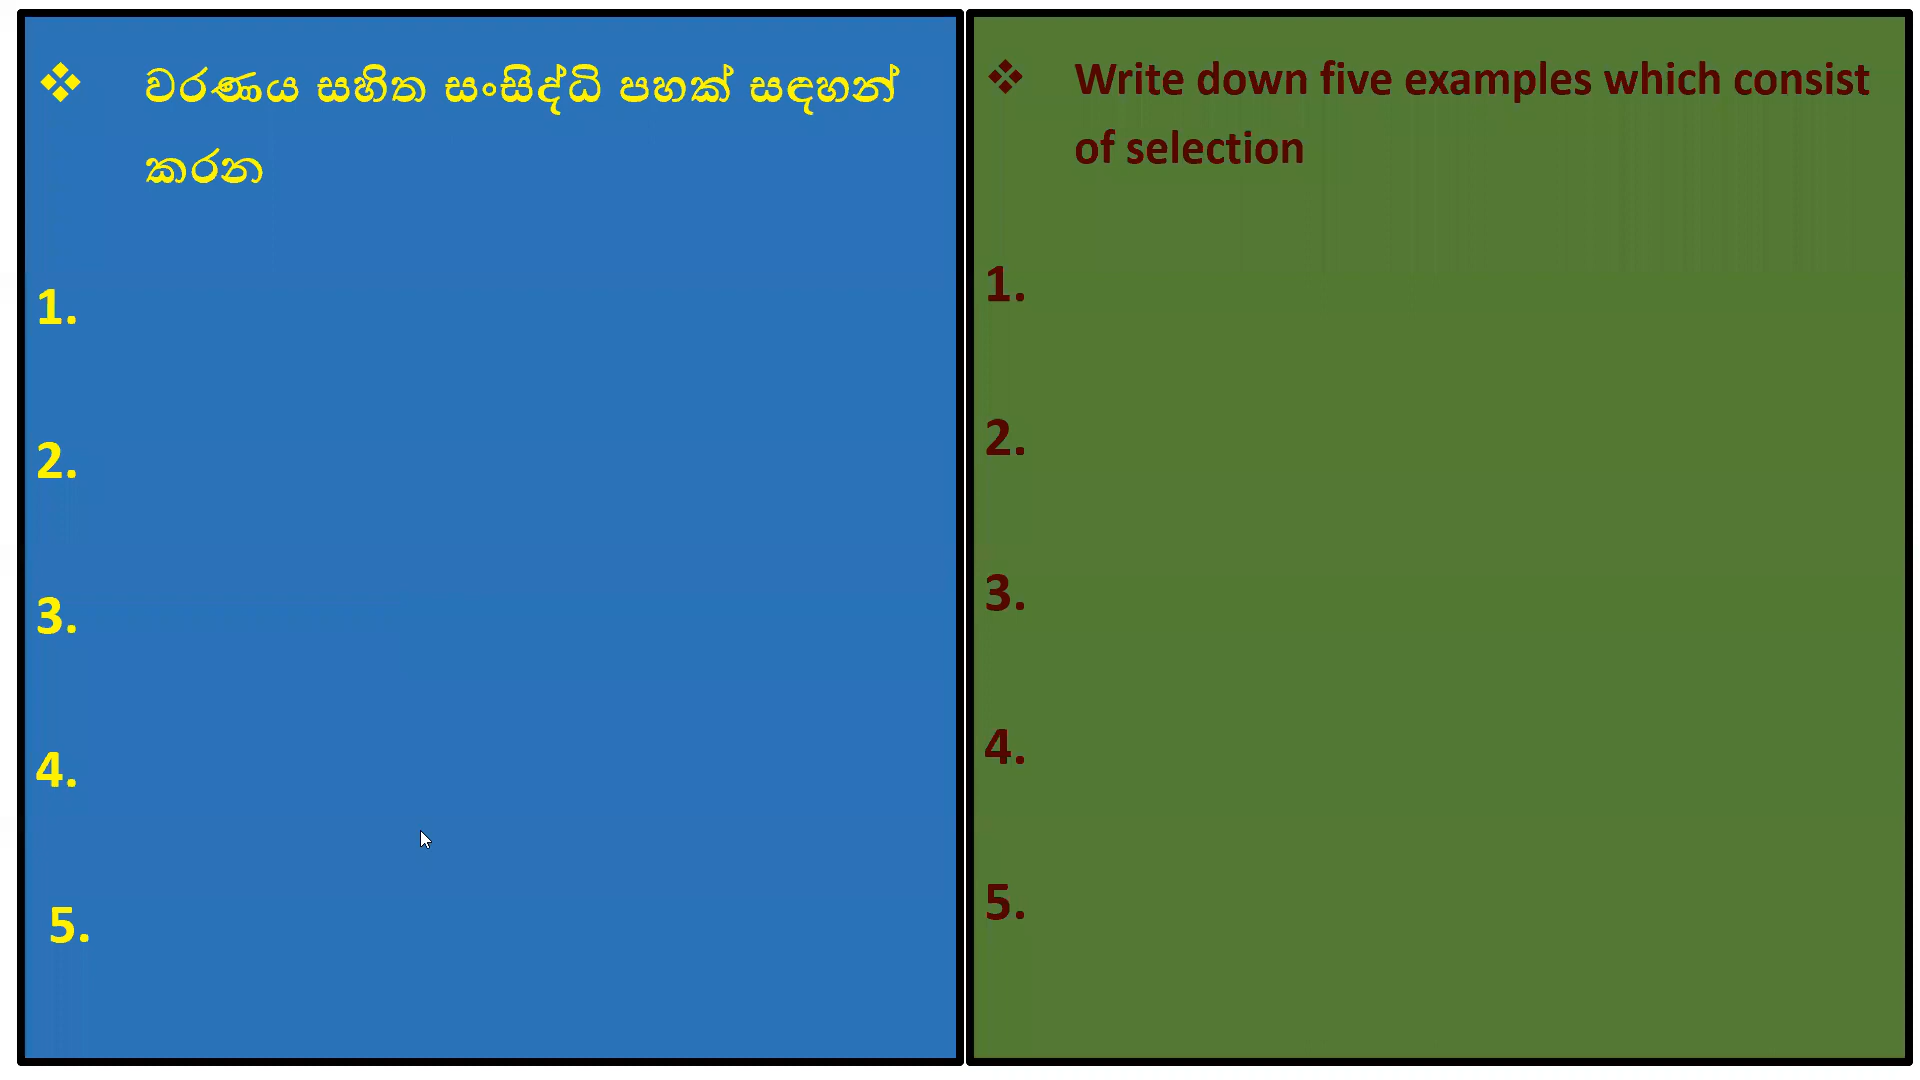 ❖ වරණය සහිත සංසිද්ධි පහක් සඳහන්
කරන
1.
2.
3.
4.
5.
❖ Write down five examples which consist
of selection
1.
2.
3.
4.
5.